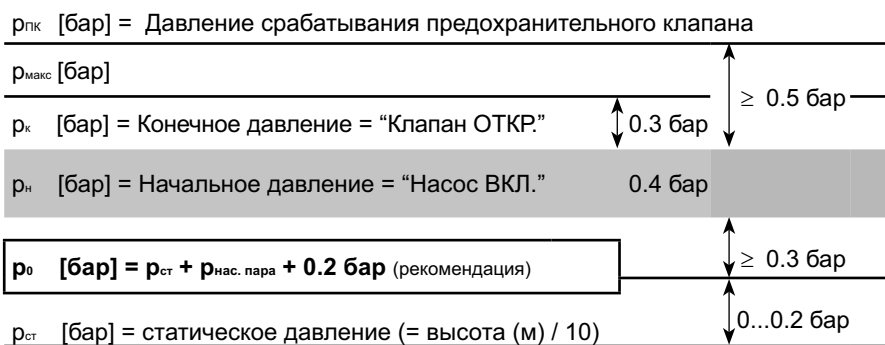 pпк [бар] = Давление срабатывания предохранительного клапана
pмакс [бар]
≥ 0.5 бар
pк [бар] = Конечное давление = “Клапан ОТКР.” 0.3 бар
pн [бар] = Начальное давление = “Насос ВКЛ.” 0.4 бар
p0 [бар] = pст + pнас. пара + 0.2 бар (рекомендация) ≥ 0.3 бар
pст [бар] = статическое давление (= высота (м) / 10) 0...0.2 бар